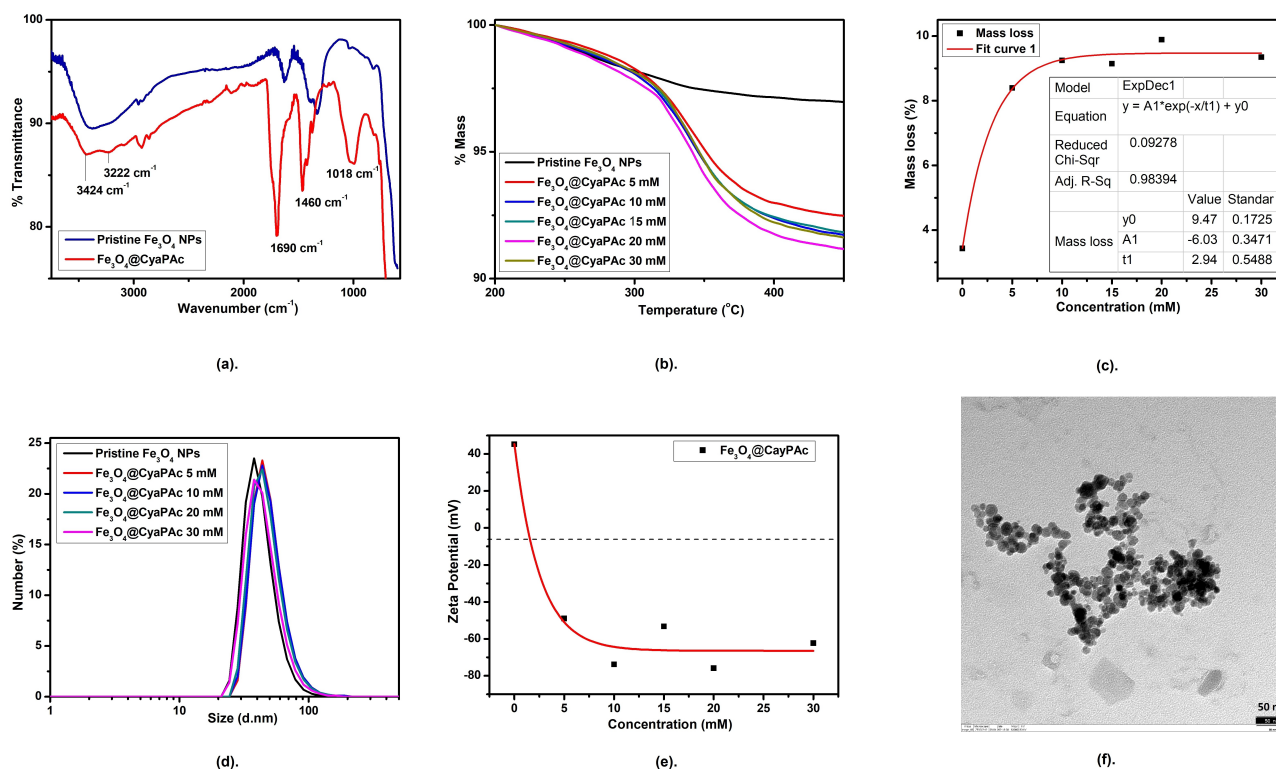 100
90
80
% Transmittance
3424 cm⁻¹
3222 cm⁻¹
1690 cm⁻¹
1460 cm⁻¹
1018 cm⁻¹
Pristine Fe₃O₄ NPs
Fe₃O₄@CyaPAc
3000 2000 1000
Wavenumber (cm⁻¹)
(a).
100
95
90
% Mass
Pristine Fe₃O₄ NPs
Fe₃O₄@CyaPAc 5 mM
Fe₃O₄@CyaPAc 10 mM
Fe₃O₄@CyaPAc 15 mM
Fe₃O₄@CyaPAc 20 mM
Fe₃O₄@CyaPAc 30 mM
200 300 400
Temperature (°C)
(b).
10
8
6
4
Mass loss (%)
Mass loss
Fit curve 1
Model ExpDec1
Equation y = A1*exp(-x/t1) + y0
Reduced Chi-Sqr 0.09278
Adj. R-Sq 0.98394
Value Standar
y0 9.47 0.1725
Mass loss A1 -6.03 0.3471
t1 2.94 0.5488
0 5 10 15 20 25 30
Concentration (mM)
(c).
25
20
15
10
5
0
Number (%)
Pristine Fe₃O₄ NPs
Fe₃O₄@CyaPAc 5 mM
Fe₃O₄@CyaPAc 10 mM
Fe₃O₄@CyaPAc 20 mM
Fe₃O₄@CyaPAc 30 mM
1 10 100
Size (d.nm)
(d).
40
20
0
-20
-40
-60
-80
Zeta Potential (mV)
Fe₃O₄@CayPAc
0 5 10 15 20 25 30
Concentration (mM)
(e).
50 n
50 n
(f).